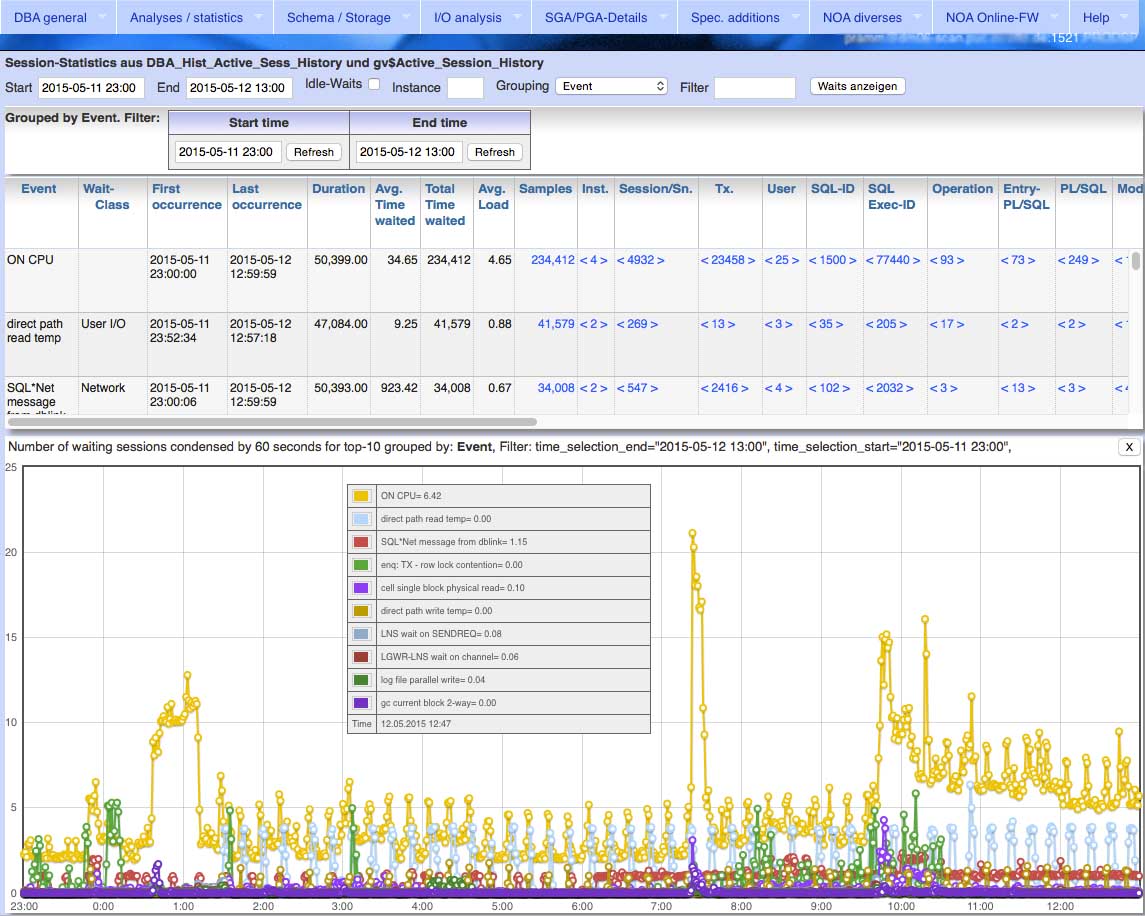 DBA general Analyses / statistics Schema / Storage I/O analysis SGA/PGA-Details Spec. additions NOA diverses NOA Online-FW Help
:1521
Session-Statistics aus DBA_Hist_Active_Sess_History und gv$Active_Session_History
Start 2015-05-11 23:00 End 2015-05-12 13:00 Idle-Waits Instance Grouping Event Filter Waits anzeigen
Grouped by Event. Filter:
Start time End time
2015-05-11 23:00 Refresh 2015-05-12 13:00 Refresh
Event Wait-Class First occurrence Last occurrence Duration Avg. Time waited Total Time waited Avg. Load Samples Inst. Session/Sn. Tx. User SQL-ID SQL Exec-ID Operation Entry-PL/SQL PL/SQL Mod
ON CPU 2015-05-11 23:00:00 2015-05-12 12:59:59 50,399.00 34.65 234,412 4.65 234,412 < 4 > < 4932 > < 23458 > < 25 > < 1500 > < 77440 > < 93 > < 73 > < 249 > <
direct path read temp User I/O 2015-05-11 23:52:34 2015-05-12 12:57:18 47,084.00 9.25 41,579 0.88 41,579 < 2 > < 269 > < 13 > < 3 > < 35 > < 205 > < 17 > < 2 > < 2 > <
SQL*Net message from dblink Network 2015-05-11 23:00:06 2015-05-12 12:59:59 50,393.00 923.42 34,008 0.67 34,008 < 2 > < 547 > < 2416 > < 4 > < 102 > < 2032 > < 3 > < 13 > < 3 > <
Number of waiting sessions condensed by 60 seconds for top-10 grouped by: Event, Filter: time_selection_end="2015-05-12 13:00", time_selection_start="2015-05-11 23:00", X
25
20
15
10
5
0
ON CPU= 6.42
direct path read temp= 0.00
SQL*Net message from dblink= 1.15
enq: TX - row lock contention= 0.00
cell single block physical read= 0.10
direct path write temp= 0.00
LNS wait on SENDREQ= 0.08
LGWR-LNS wait on channel= 0.06
log file parallel write= 0.04
gc current block 2-way= 0.00
Time 12.05.2015 12:47
23:00 0:00 1:00 2:00 3:00 4:00 5:00 6:00 7:00 8:00 9:00 10:00 11:00 12:00